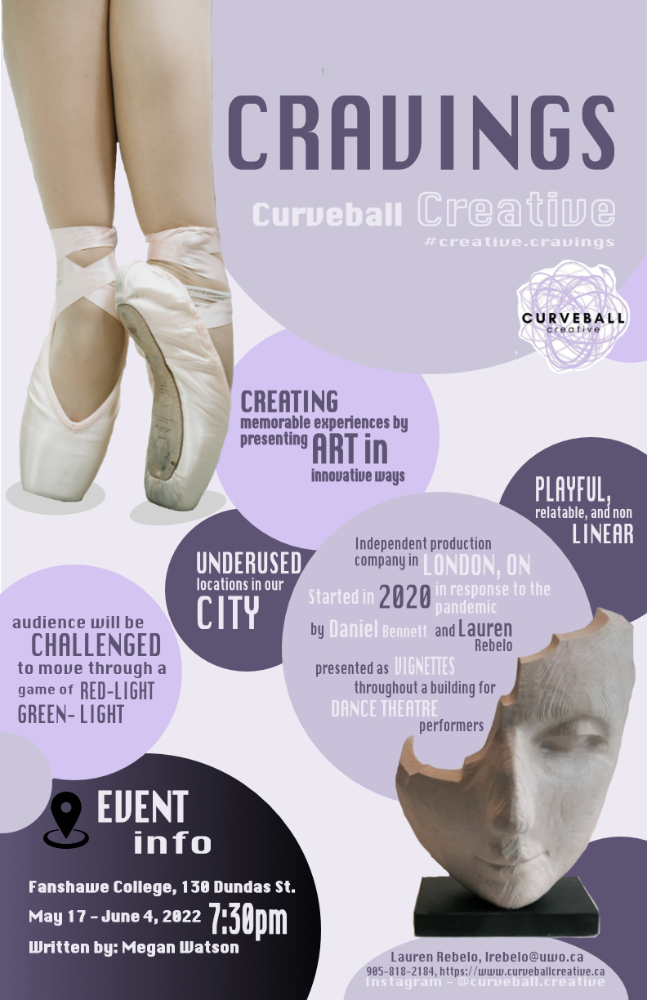 CRAVINGS
Curveball Creative
#creative.cravings
CURVEBALL
creative
CREATING
memorable experiences by
presenting ART in
innovative ways
PLAYFUL,
relatable, and non
LINEAR
UNDERUSED
locations in our
CITY
Independent production
company in LONDON, ON
Started in 2020 in response to the
pandemic
by Daniel Bennett and Lauren
Rebelo
presented as VIGNETTES
throughout a building for
DANCE THEATRE
performers
audience will be
CHALLENGED
to move through a
game of RED-LIGHT
GREEN- LIGHT
EVENT
info
Fanshawe College, 130 Dundas St.
May 17 - June 4, 2022 7:30pm
Written by: Megan Watson
Lauren Rebelo, lrebelo@uwo.ca
905-818-2184, https://www.curveballcreative.ca
Instagram - @curveball.creative